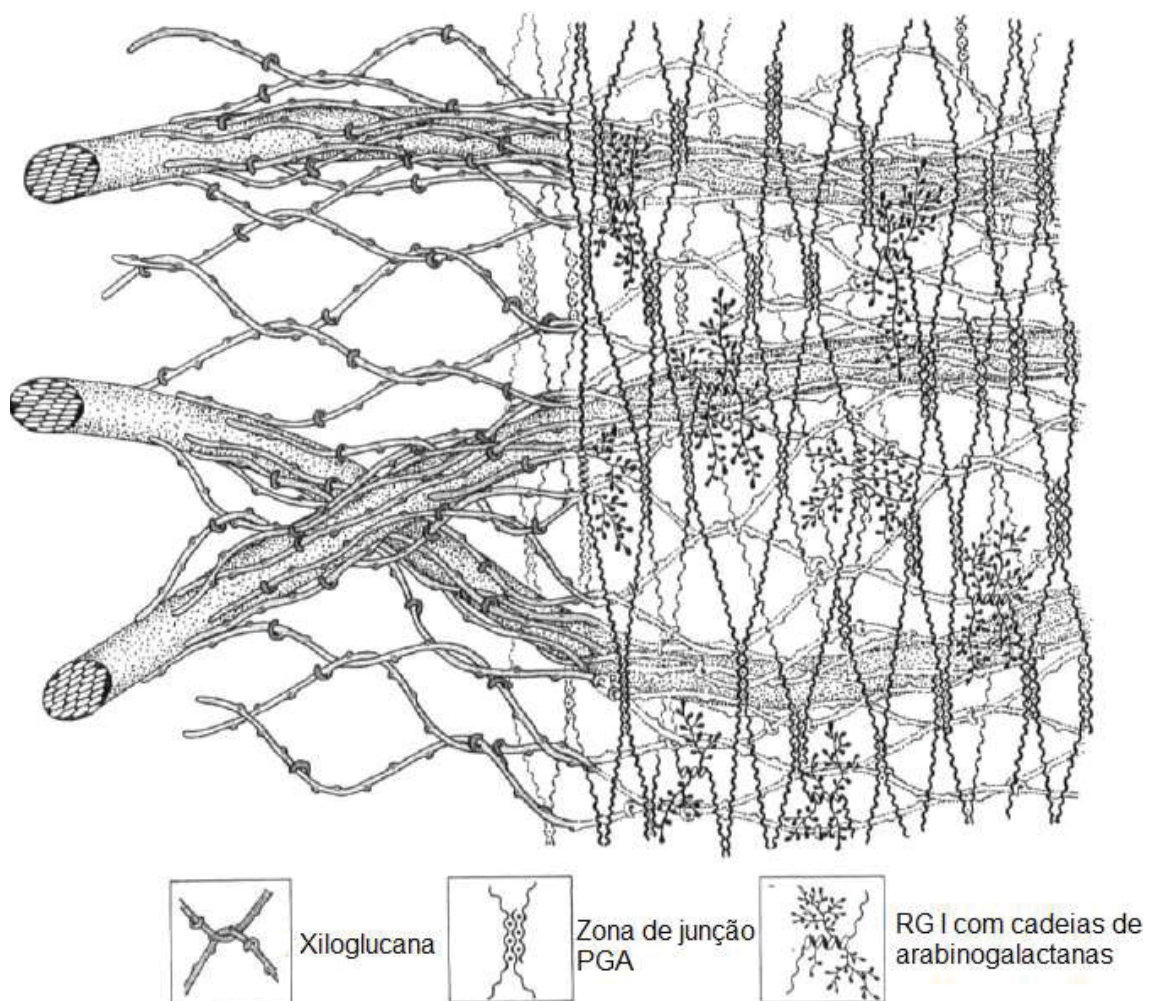 Xiloglucana
Zona de junção
PGA
RG I com cadeias de
arabinogalactanas